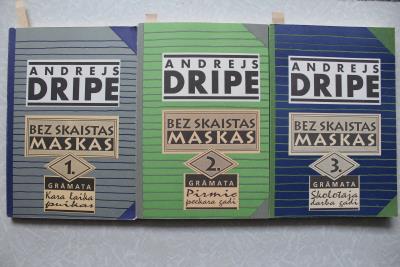 ANDREJS
DRIPE
BEZ SKAISTAS
MASKAS
1.
GRĀMATA
Kara laika
puikas
ANDREJS
DRIPE
BEZ SKAISTAS
MASKAS
2.
GRĀMATA
Pirmie
pēckara gadi
ANDREJS
DRIPE
BEZ SKAISTAS
MASKAS
3.
GRĀMATA
Skolotāja
darba gadi